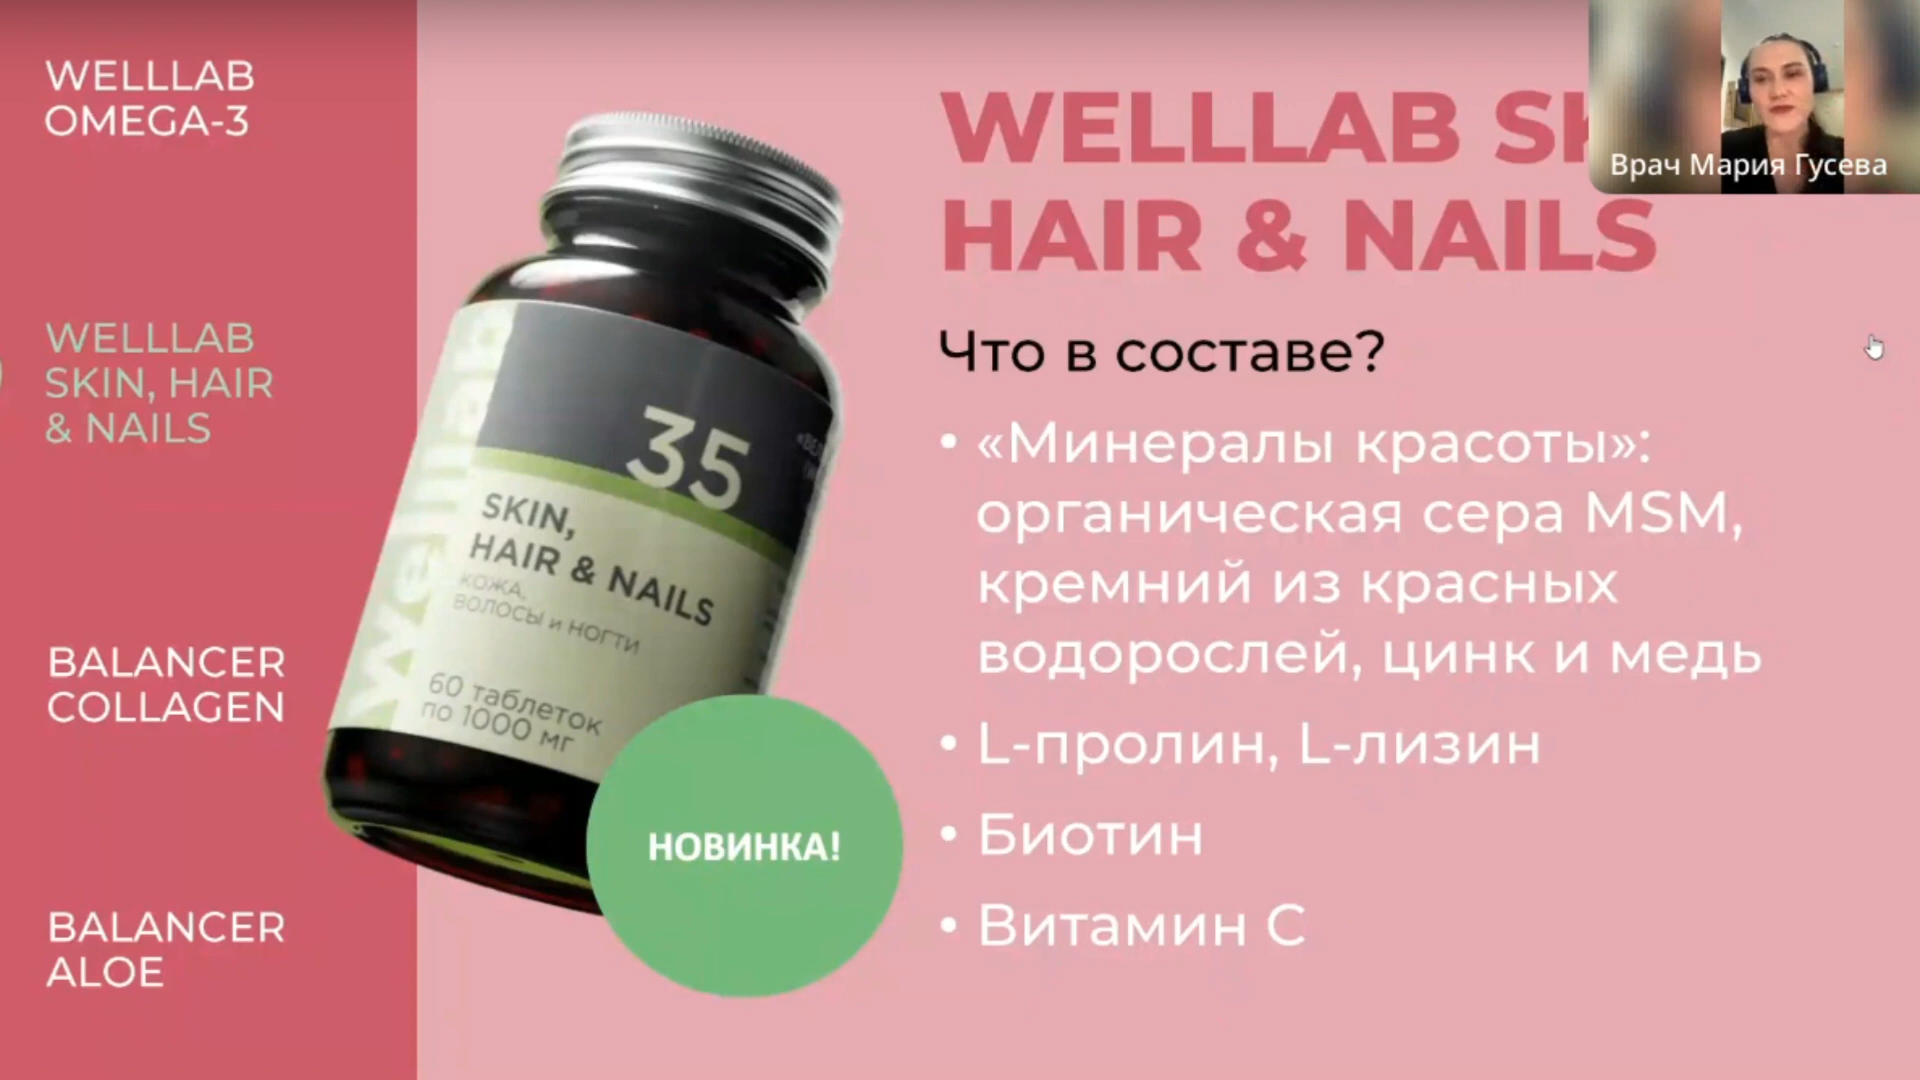 WELLLAB
OMEGA-3
WELLLAB
SKIN, HAIR
& NAILS
BALANCER
COLLAGEN
BALANCER
ALOE
welllab
35
SKIN,
HAIR & NAILS
КОЖА,
ВОЛОСЫ и НОГТИ
60 таблеток
по 1000 мг
НОВИНКА!
WELLLAB
HAIR & NAILS
Что в составе?
• «Минералы красоты»:
органическая сера MSM,
кремний из красных
водорослей, цинк и медь
• L-пролин, L-лизин
• Биотин
• Витамин С
Врач Мария Гусева